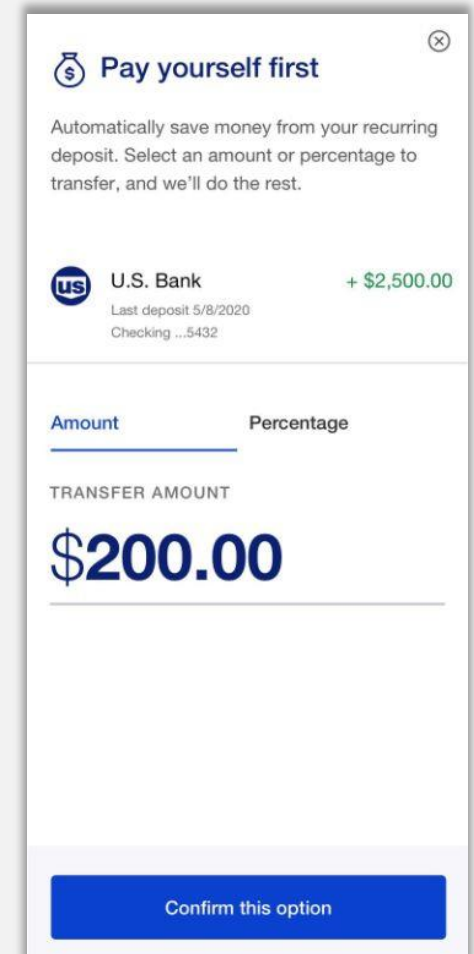 $ Pay yourself first
Automatically save money from your recurring
deposit. Select an amount or percentage to
transfer, and we'll do the rest.
us U.S. Bank + $2,500.00
Last deposit 5/8/2020
Checking ...5432
Amount Percentage
TRANSFER AMOUNT
$200.00
Confirm this option